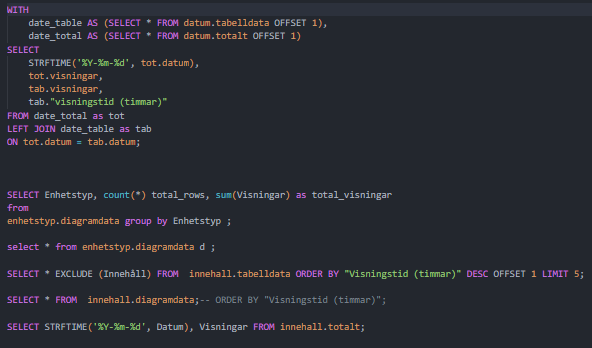 WITH
date_table AS (SELECT * FROM datum.tabelldata OFFSET 1),
date_total AS (SELECT * FROM datum.totalt OFFSET 1)
SELECT
STRFTIME('%Y-%m-%d', tot.datum),
tot.visningar,
tab.visningar,
tab."visningstid (timmar)"
FROM date_total as tot
LEFT JOIN date_table as tab
ON tot.datum = tab.datum;
SELECT Enhetstyp, count(*) total_rows, sum(Visningar) as total_visningar
from
enhetstyp.diagramdata group by Enhetstyp ;
select * from enhetstyp.diagramdata d ;
SELECT * EXCLUDE (Innehåll) FROM  innehall.tabelldata ORDER BY "Visningstid (timmar)" DESC OFFSET 1 LIMIT 5;
SELECT * FROM  innehall.diagramdata;-- ORDER BY "Visningstid (timmar)";
SELECT STRFTIME('%Y-%m-%d', Datum), Visningar FROM innehall.totalt;